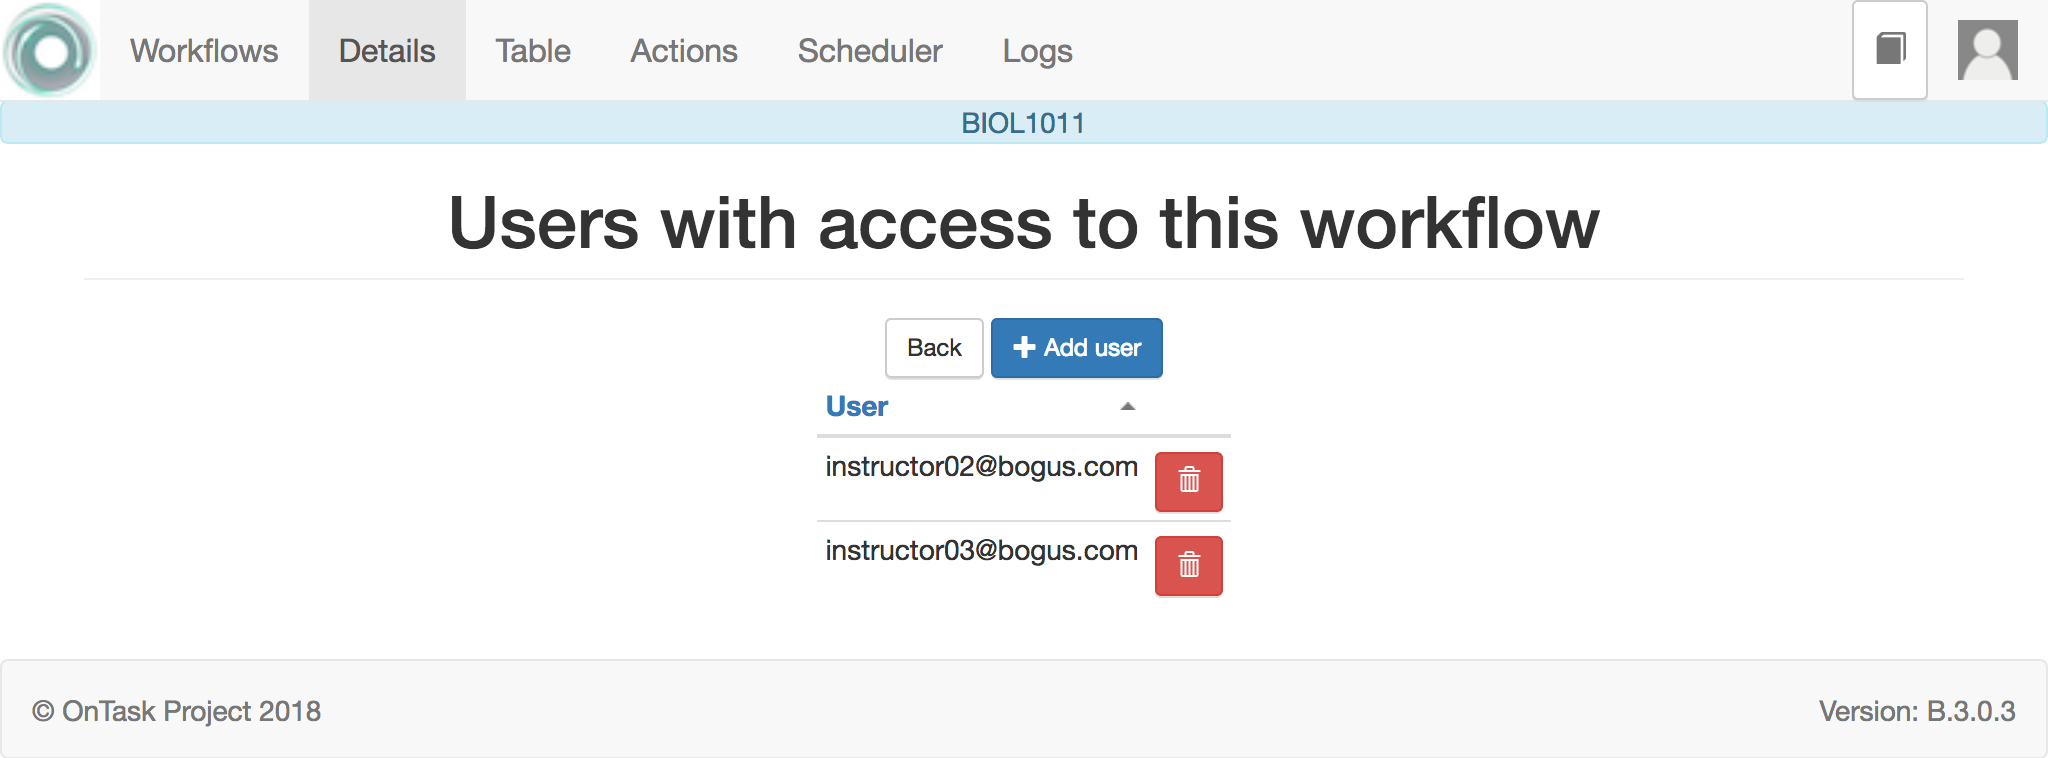 Workflows Details Table Actions Scheduler Logs
BIOL1011
Users with access to this workflow
Back Add user
User
instructor02@bogus.com
instructor03@bogus.com
© OnTask Project 2018 Version: B.3.0.3